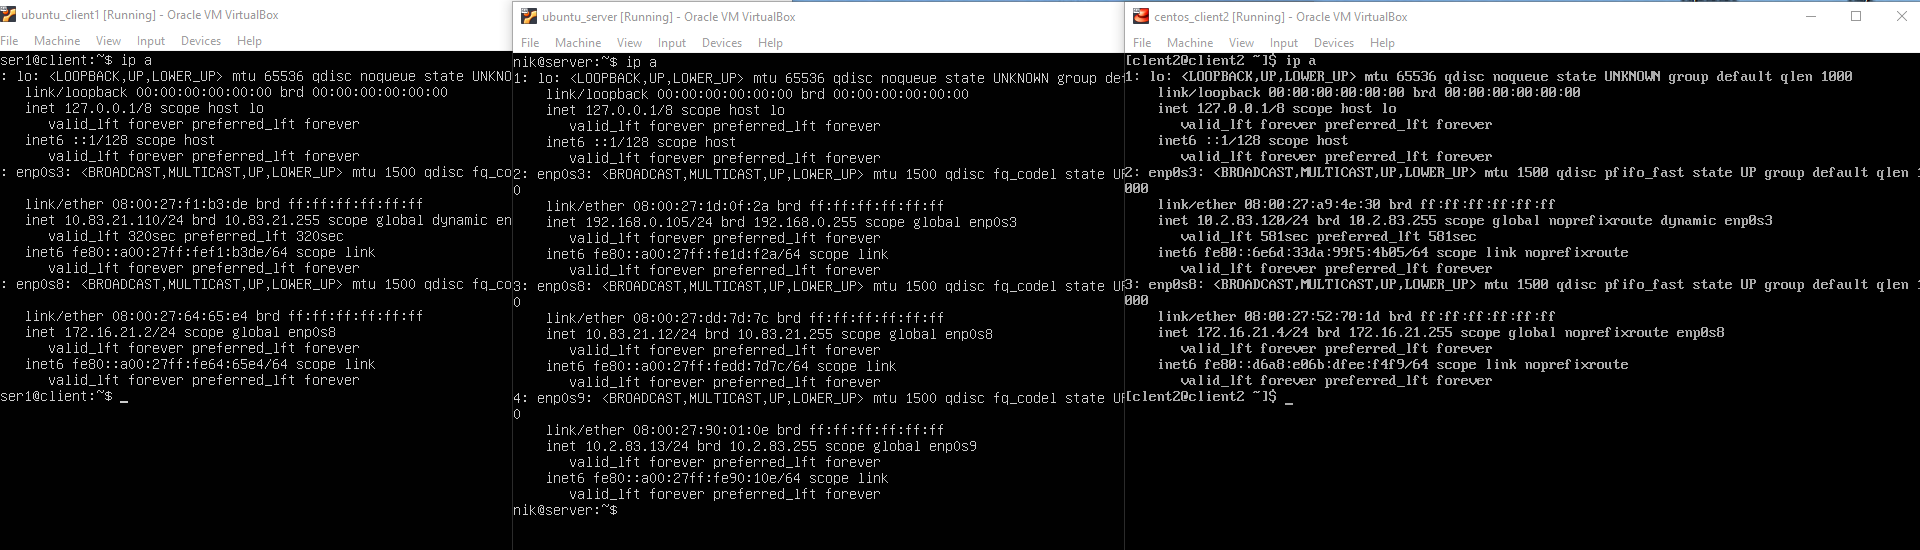 ubuntu_client1 [Running] - Oracle VM VirtualBox
File Machine View Input Devices Help
ser1@client:~$ ip a
: lo: <LOOPBACK,UP,LOWER_UP> mtu 65536 qdisc noqueue state UNKNO
link/loopback 00:00:00:00:00:00 brd 00:00:00:00:00:00
inet 127.0.0.1/8 scope host lo
valid_lft forever preferred_lft forever
inet6 ::1/128 scope host
valid_lft forever preferred_lft forever
: enp0s3: <BROADCAST,MULTICAST,UP,LOWER_UP> mtu 1500 qdisc fq_co
link/ether 08:00:27:f1:b3:de brd ff:ff:ff:ff:ff:ff
inet 10.83.21.110/24 brd 10.83.21.255 scope global dynamic en
valid_lft 320sec preferred_lft 320sec
inet6 fe80::a00:27ff:fef1:b3de/64 scope link
valid_lft forever preferred_lft forever
: enp0s8: <BROADCAST,MULTICAST,UP,LOWER_UP> mtu 1500 qdisc fq_co
link/ether 08:00:27:64:65:e4 brd ff:ff:ff:ff:ff:ff
inet 172.16.21.2/24 scope global enp0s8
valid_lft forever preferred_lft forever
inet6 fe80::a00:27ff:fe64:65e4/64 scope link
valid_lft forever preferred_lft forever
ser1@client:~$ _
ubuntu_server [Running] - Oracle VM VirtualBox
File Machine View Input Devices Help
nik@server:~$ ip a
1: lo: <LOOPBACK,UP,LOWER_UP> mtu 65536 qdisc noqueue state UNKNOWN group de
link/loopback 00:00:00:00:00:00 brd 00:00:00:00:00:00
inet 127.0.0.1/8 scope host lo
valid_lft forever preferred_lft forever
inet6 ::1/128 scope host
valid_lft forever preferred_lft forever
2: enp0s3: <BROADCAST,MULTICAST,UP,LOWER_UP> mtu 1500 qdisc fq_codel state UP
0
link/ether 08:00:27:1d:0f:2a brd ff:ff:ff:ff:ff:ff
inet 192.168.0.105/24 brd 192.168.0.255 scope global enp0s3
valid_lft forever preferred_lft forever
inet6 fe80::a00:27ff:fe1d:f2a/64 scope link
valid_lft forever preferred_lft forever
3: enp0s8: <BROADCAST,MULTICAST,UP,LOWER_UP> mtu 1500 qdisc fq_codel state UP
0
link/ether 08:00:27:dd:7d:7c brd ff:ff:ff:ff:ff:ff
inet 10.83.21.12/24 brd 10.83.21.255 scope global enp0s8
valid_lft forever preferred_lft forever
inet6 fe80::a00:27ff:fedd:7d7c/64 scope link
valid_lft forever preferred_lft forever
4: enp0s9: <BROADCAST,MULTICAST,UP,LOWER_UP> mtu 1500 qdisc fq_codel state UP
0
link/ether 08:00:27:90:01:0e brd ff:ff:ff:ff:ff:ff
inet 10.2.83.13/24 brd 10.2.83.255 scope global enp0s9
valid_lft forever preferred_lft forever
inet6 fe80::a00:27ff:fe90:10e/64 scope link
valid_lft forever preferred_lft forever
nik@server:~$
centos_client2 [Running] - Oracle VM VirtualBox
File Machine View Input Devices Help
[clent2@client2 ~]$ ip a
1: lo: <LOOPBACK,UP,LOWER_UP> mtu 65536 qdisc noqueue state UNKNOWN group default qlen 1000
link/loopback 00:00:00:00:00:00 brd 00:00:00:00:00:00
inet 127.0.0.1/8 scope host lo
valid_lft forever preferred_lft forever
inet6 ::1/128 scope host
valid_lft forever preferred_lft forever
2: enp0s3: <BROADCAST,MULTICAST,UP,LOWER_UP> mtu 1500 qdisc pfifo_fast state UP group default qlen 1
000
link/ether 08:00:27:a9:4e:30 brd ff:ff:ff:ff:ff:ff
inet 10.2.83.120/24 brd 10.2.83.255 scope global noprefixroute dynamic enp0s3
valid_lft 581sec preferred_lft 581sec
inet6 fe80::6e6d:33da:99f5:4b05/64 scope link noprefixroute
valid_lft forever preferred_lft forever
3: enp0s8: <BROADCAST,MULTICAST,UP,LOWER_UP> mtu 1500 qdisc pfifo_fast state UP group default qlen 1
000
link/ether 08:00:27:52:70:1d brd ff:ff:ff:ff:ff:ff
inet 172.16.21.4/24 brd 172.16.21.255 scope global noprefixroute enp0s8
valid_lft forever preferred_lft forever
inet6 fe80::d6a8:e06b:dfee:f4f9/64 scope link noprefixroute
valid_lft forever preferred_lft forever
[clent2@client2 ~]$ _